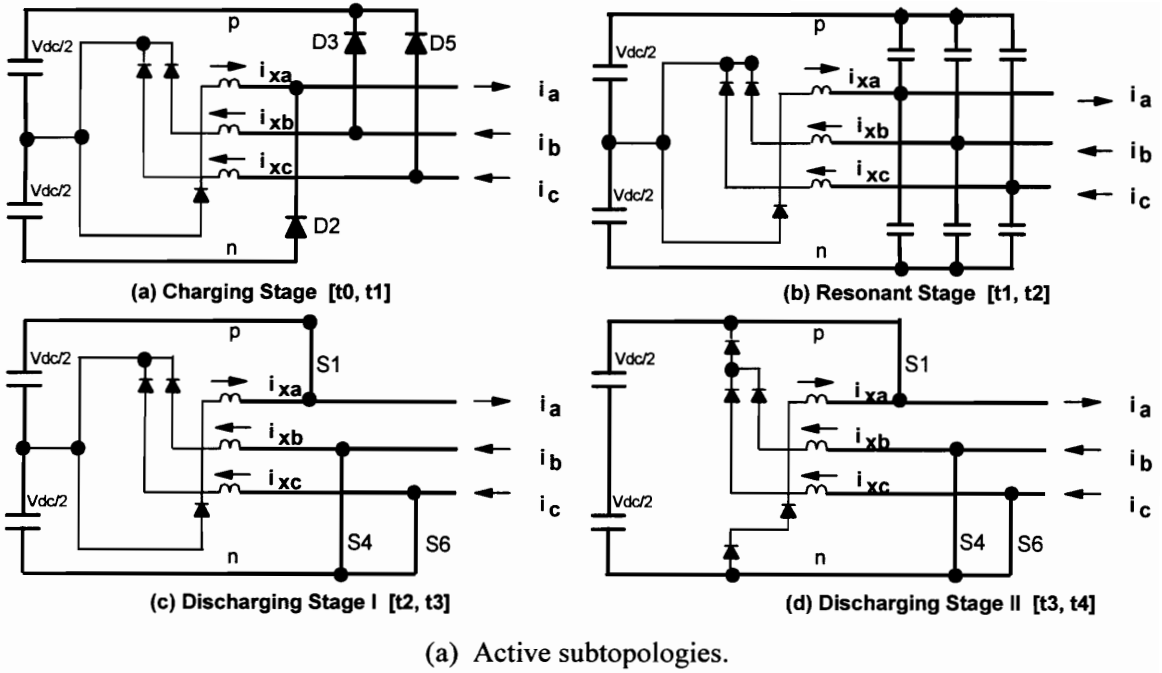 p
D3
D5
Vdc/2
i xa
i a
i xb
i b
i xc
i c
Vdc/2
D2
n
(a) Charging Stage [t0, t1]
p
Vdc/2
i xa
i a
i xb
i b
i xc
i c
Vdc/2
n
(b) Resonant Stage [t1, t2]
p
Vdc/2
S1
i xa
i a
i xb
i b
i xc
i c
Vdc/2
S4
S6
n
(c) Discharging Stage I [t2, t3]
p
Vdc/2
S1
i xa
i a
i xb
i b
i xc
i c
Vdc/2
n
S4
S6
(d) Discharging Stage II [t3, t4]
(a) Active subtopologies.